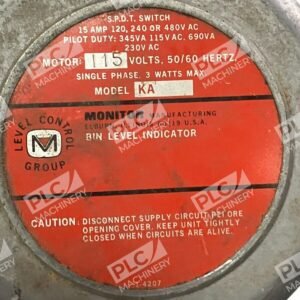 S.P.D.T. SWITCH
15 AMP 120, 240 OR 480V AC
PILOT DUTY: 345VA 115VAC, 690VA
230V AC
MOTOR: 115 VOLTS, 50/60 HERTZ
SINGLE PHASE, 3 WATTS MAX
MODEL KA
LEVEL CONTROL
M
GROUP
MONITOR MANUFACTURING
U.S.A.
BIN LEVEL INDICATOR
CAUTION: DISCONNECT SUPPLY CIRCUIT BEFORE
OPENING COVER. KEEP UNIT TIGHTLY
CLOSED WHEN CIRCUITS ARE ALIVE.
4207
PLC
MACHINERY